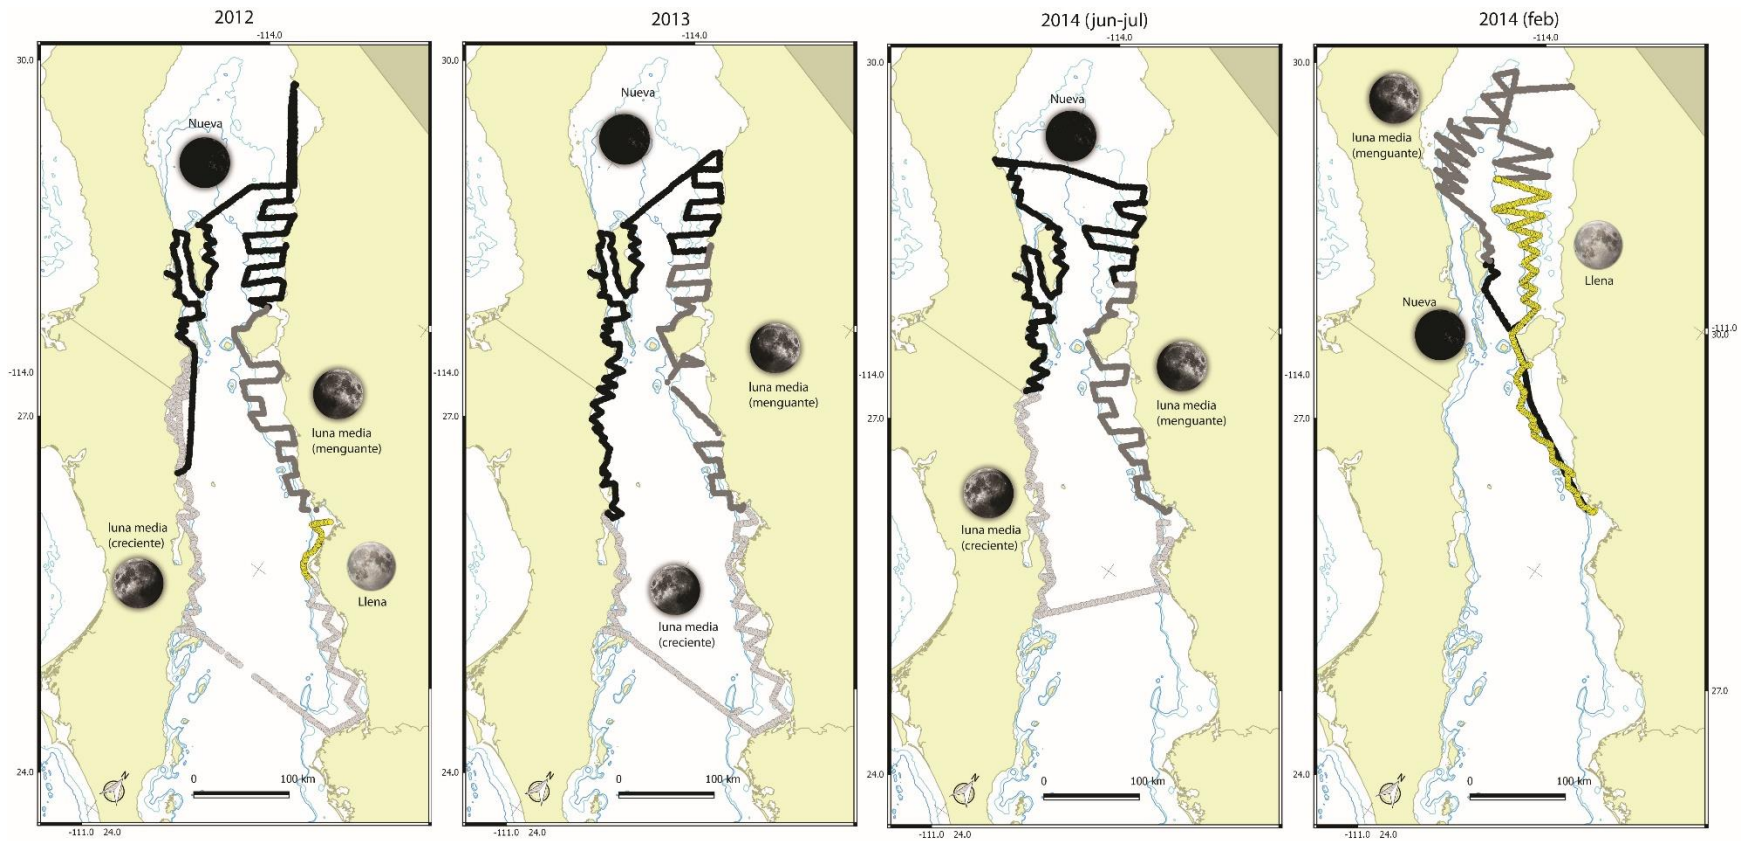 2012
-114.0
30.0
Nueva
-114.0
27.0
luna media
(menguante)
luna media
(creciente)
Llena
24.0
N
0
100 km
-111.0
24.0
2013
-114.0
30.0
Nueva
-114.0
27.0
luna media
(menguante)
luna media
(creciente)
24.0
N
0
100 km
-111.0
24.0
2014 (jun-jul)
-114.0
30.0
Nueva
-114.0
27.0
luna media
(menguante)
luna media
(creciente)
24.0
N
0
100 km
-111.0
24.0
2014 (feb)
-114.0
30.0
luna media
(menguante)
Llena
Nueva
-111.0
30.0
-114.0
27.0
27.0
24.0
N
0
100 km
-111.0
24.0